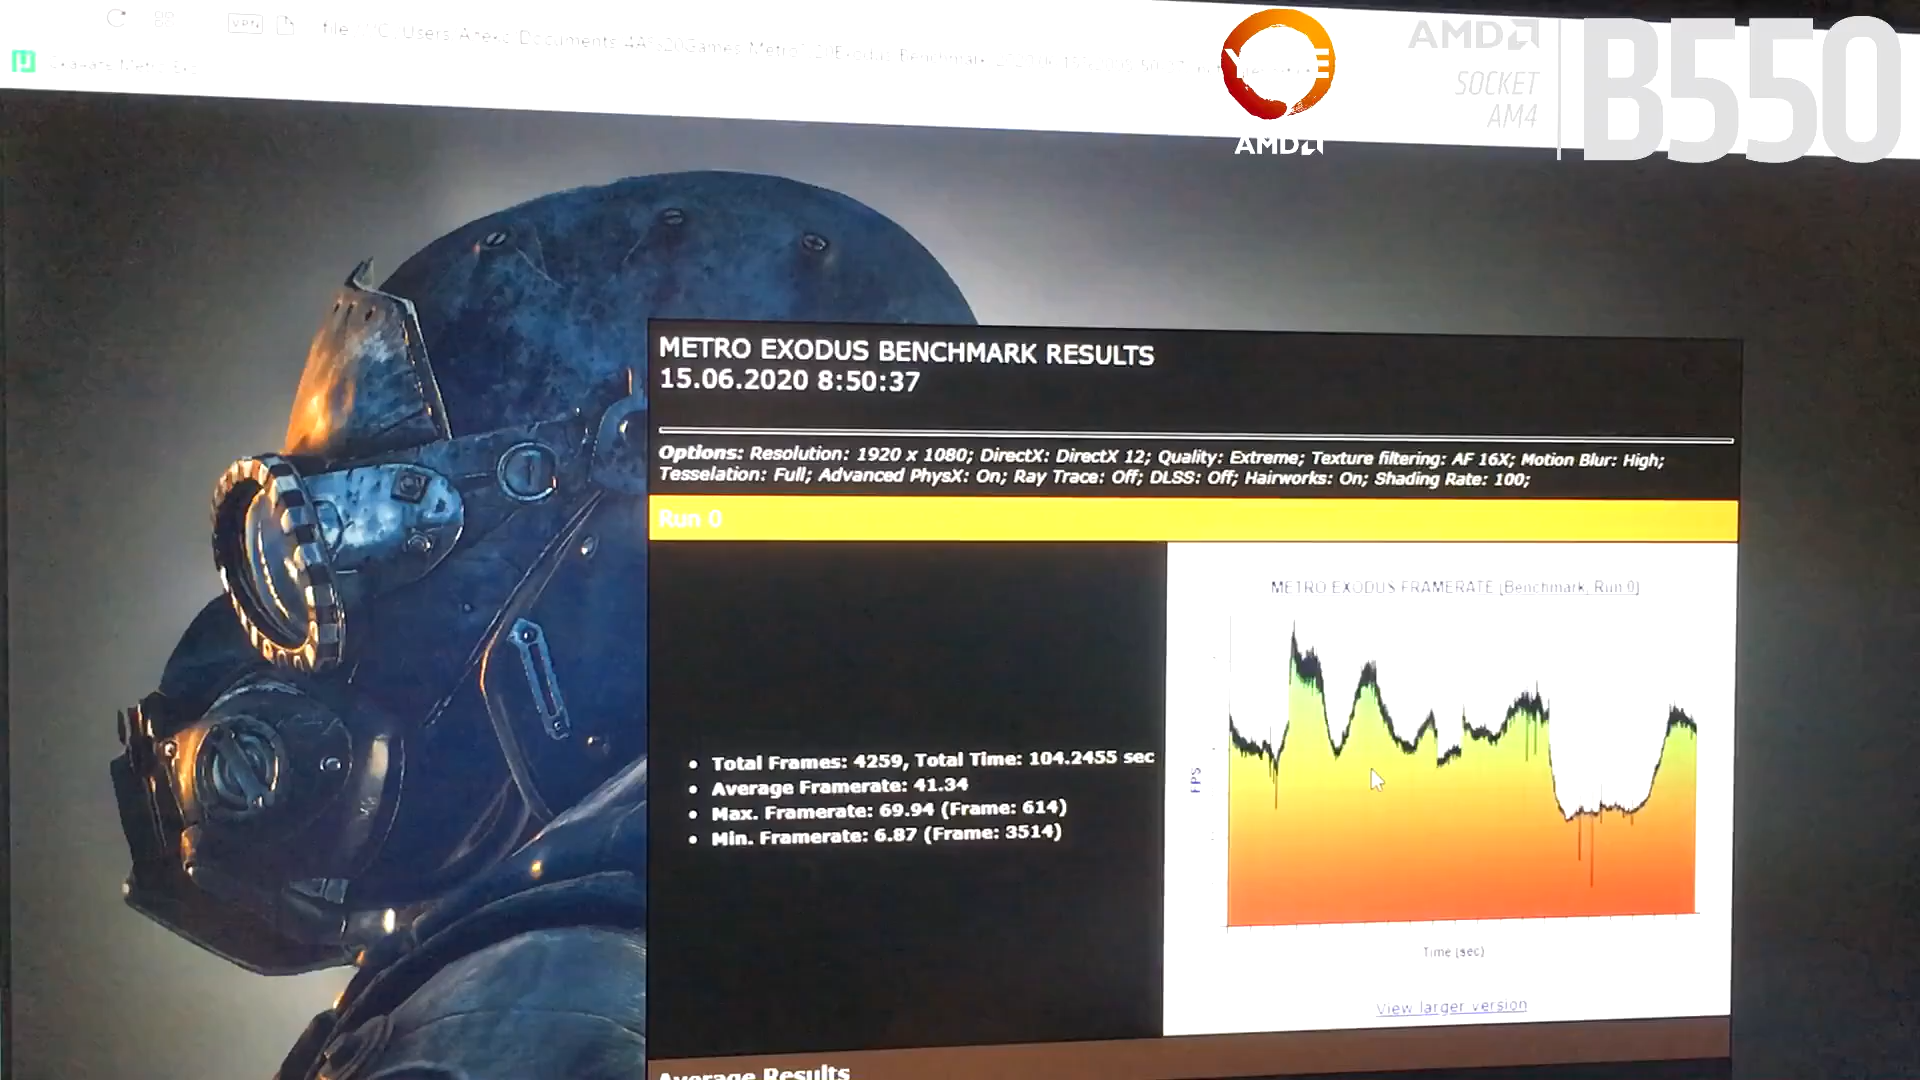 VPN
AMD
SOCKET
AM4
B550
AMD
METRO EXODUS BENCHMARK RESULTS
15.06.2020 8:50:37
Options: Resolution: 1920 x 1080; DirectX: DirectX 12; Quality: Extreme; Texture filtering: AF 16X; Motion Blur: High;
Tesselation: Full; Advanced PhysX: On; Ray Trace: Off; DLSS: Off; Hairworks: On; Shading Rate: 100;
Run 0
METRO EXODUS FRAMERATE [Benchmark, Run 0]
Total Frames: 4259, Total Time: 104.2455 sec
Average Framerate: 41.34
Max. Framerate: 69.94 (Frame: 614)
Min. Framerate: 6.87 (Frame: 3514)
FPS
Time (sec)
View larger version
Average Results